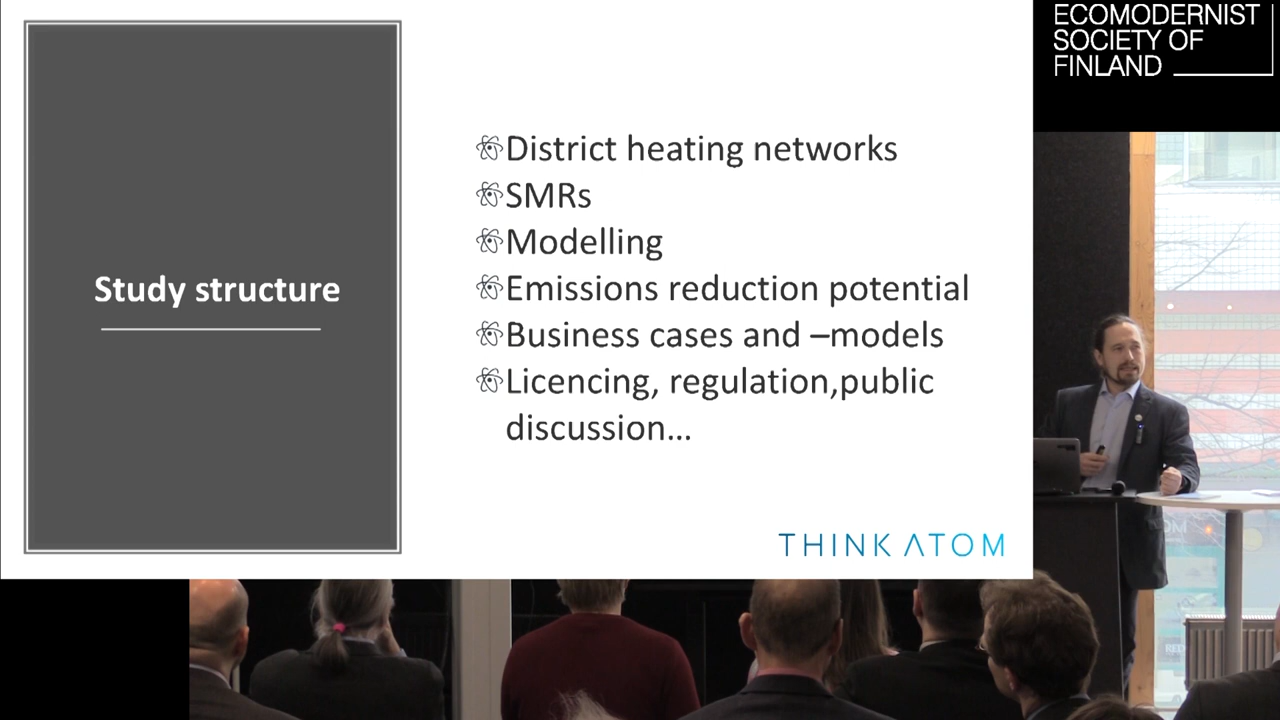 ECOMODERNIST
SOCIETY OF
FINLAND
Study structure
District heating networks
SMRs
Modelling
Emissions reduction potential
Business cases and –models
Licencing, regulation,public
discussion...
THINK ATOM